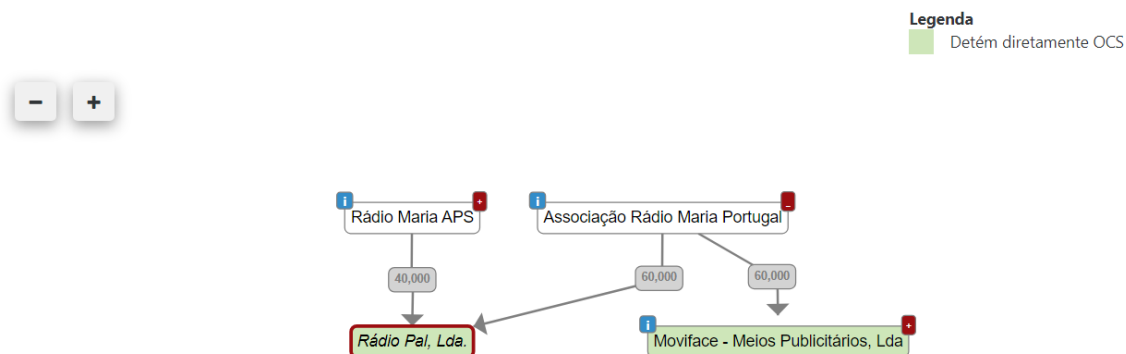 Legenda
Detém diretamente OCS
− +
i Rádio Maria APS +
i Associação Rádio Maria Portugal _
40,000
60,000
60,000
Rádio Pal, Lda.
i Moviface - Meios Publicitários, Lda +